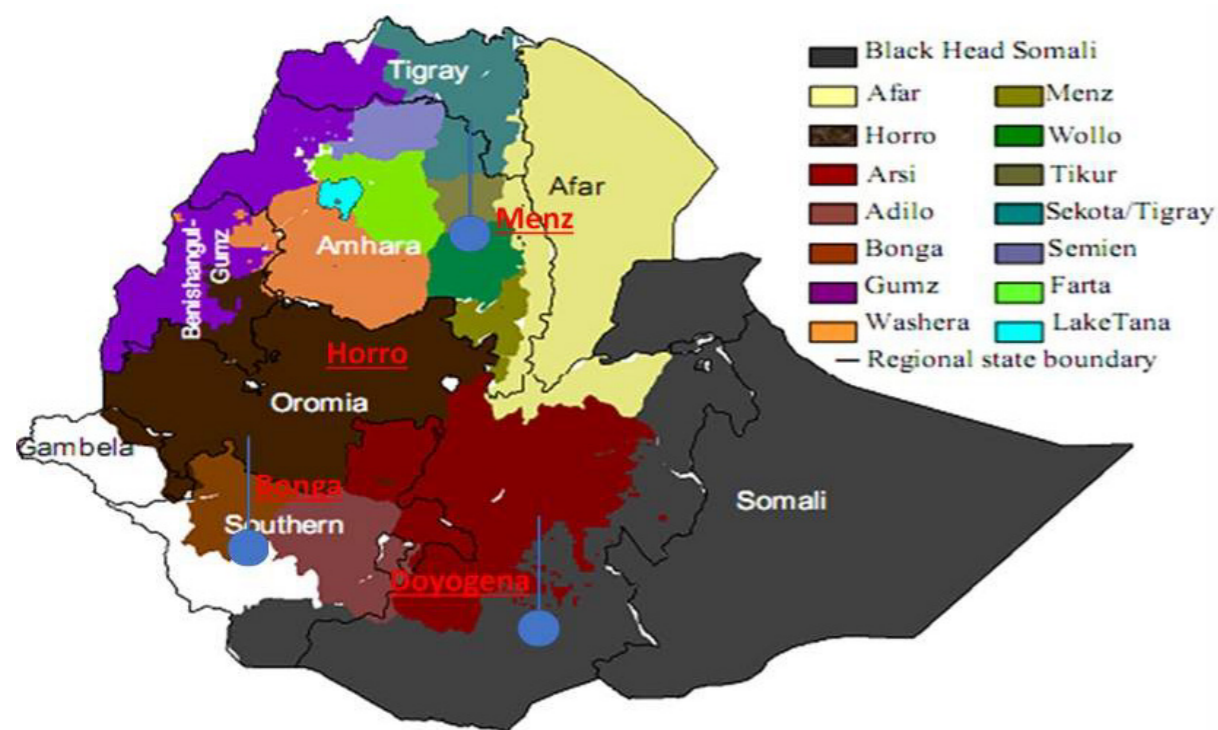 Tigray
Afar
Menz
Amhara
Benishangul-
Gumz
Horro
Oromia
Gambela
Bonga
Southern
Somali
Doyogena
Black Head Somali
Afar
Menz
Horro
Wollo
Arsi
Tikur
Adilo
Sekota/Tigray
Bonga
Semien
Gumz
Farta
Washera
LakeTana
Regional state boundary